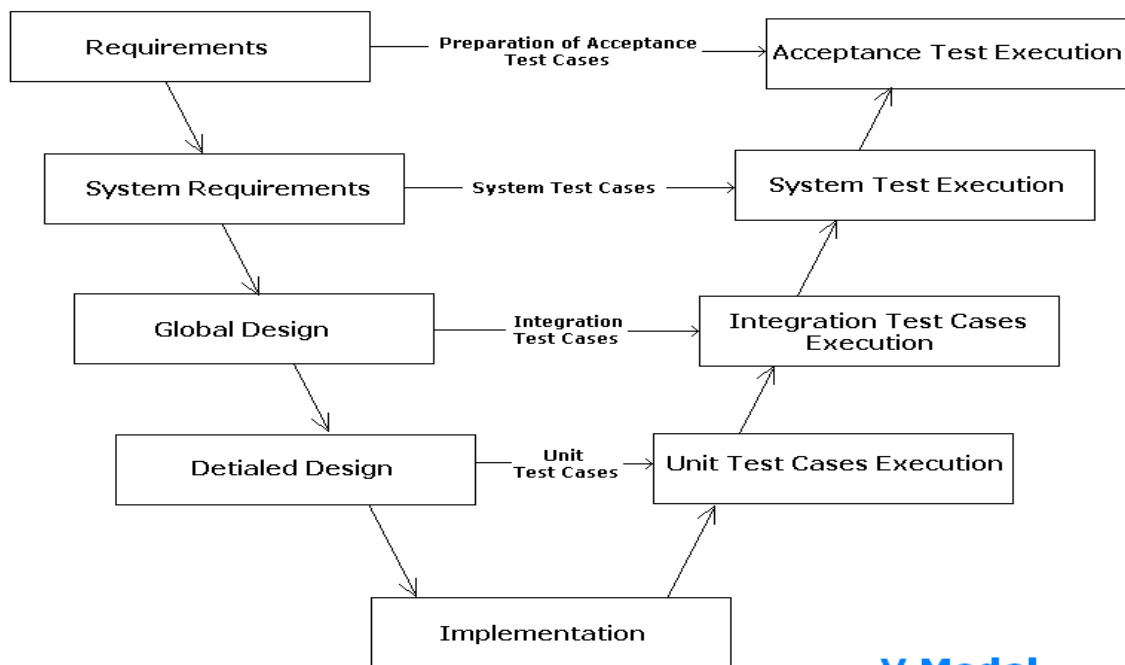 Requirements
Preparation of Acceptance
Test Cases
Acceptance Test Execution
System Requirements
System Test Cases
System Test Execution
Global Design
Integration
Test Cases
Integration Test Cases
Execution
Detialed Design
Unit
Test Cases
Unit Test Cases Execution
Implementation
V Model